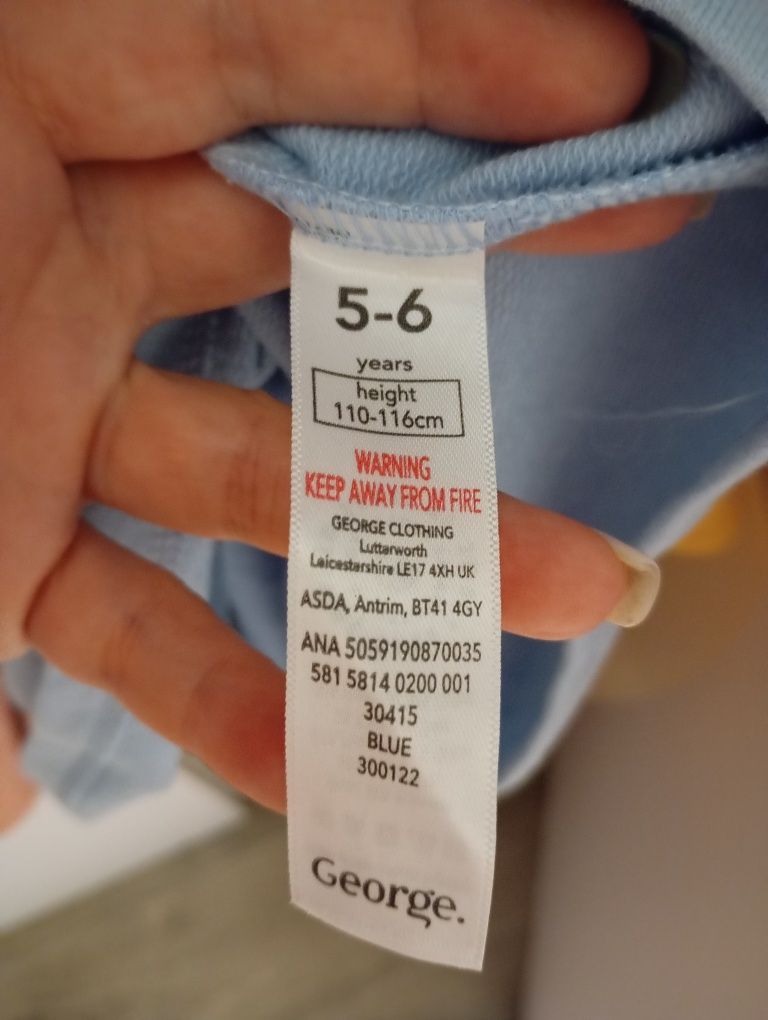 5-6
years
height
110-116cm
WARNING
KEEP AWAY FROM FIRE
GEORGE CLOTHING
Lutterworth
Leicestershire LE17 4XH UK
ASDA, Antrim, BT41 4GY
ANA 5059190870035
581 5814 0200 001
30415
BLUE
300122
George.